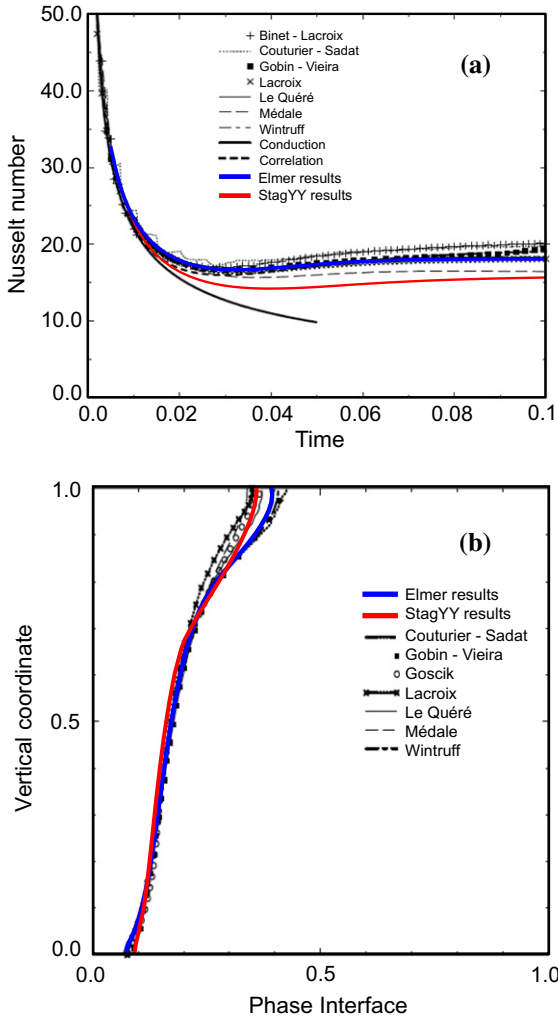 50.0
40.0
30.0
20.0
10.0
0.0
Nusselt number
(a)
Binet - Lacroix
Couturier - Sadat
Gobin - Vieira
Lacroix
Le Quéré
Médale
Wintruff
Conduction
Correlation
Elmer results
StagYY results
0.0 0.02 0.04 0.06 0.08 0.1
Time
1.0
0.5
0.0
Vertical coordinate
(b)
Elmer results
StagYY results
Couturier - Sadat
Gobin - Vieira
Goscik
Lacroix
Le Quéré
Médale
Wintruff
0.0 0.5 1.0
Phase Interface